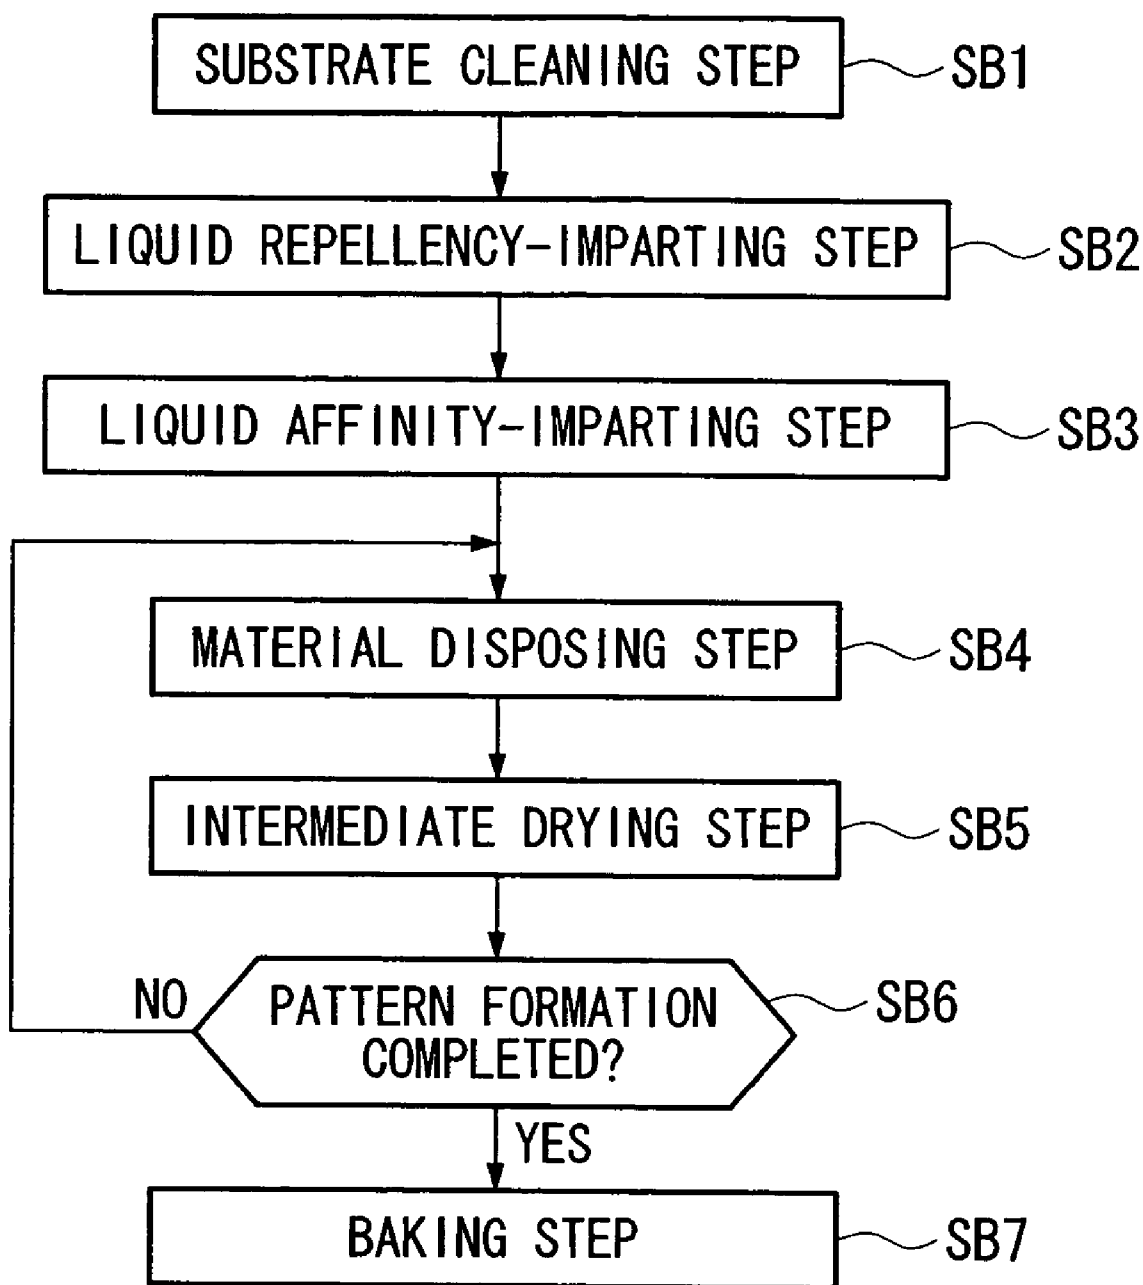 SUBSTRATE CLEANING STEP
SB1
LIQUID REPELLENCY-IMPARTING STEP
SB2
LIQUID AFFINITY-IMPARTING STEP
SB3
MATERIAL DISPOSING STEP
SB4
INTERMEDIATE DRYING STEP
SB5
NO
PATTERN FORMATION
COMPLETED?
SB6
YES
BAKING STEP
SB7